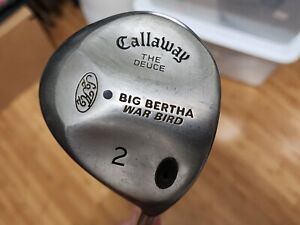 Callaway
THE
DEUCE
BIG BERTHA
WAR BIRD
2